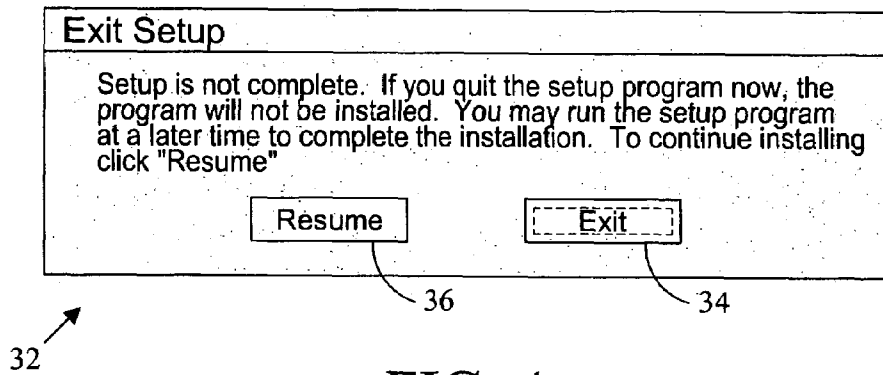 Exit Setup
Setup is not complete.  If you quit the setup program now, the
program will not be installed.  You may run the setup program
at a later time to complete the installation.  To continue installing
click "Resume"
Resume
Exit
36
34
32